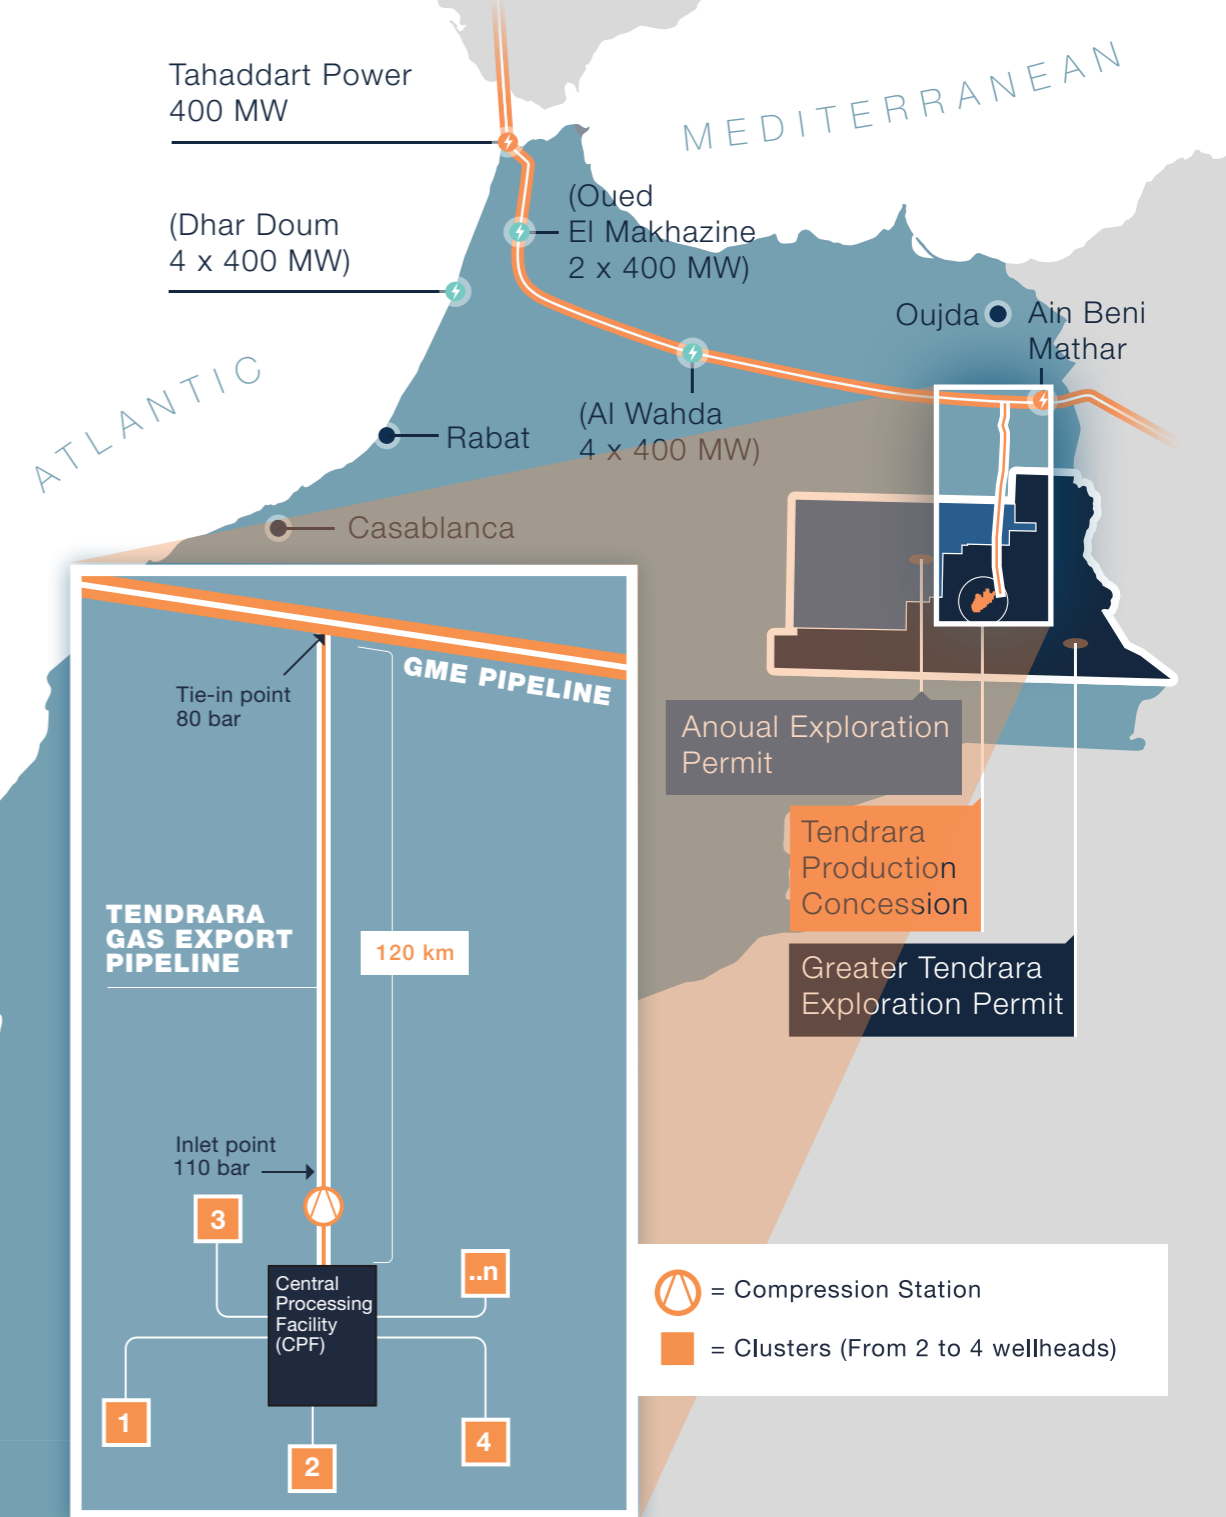 Tahaddart Power
400 MW
MEDITERRANEAN
(Dhar Doum
4 x 400 MW)
(Oued
El Makhazine
2 x 400 MW)
Oujda
Ain Beni
Mathar
ATLANTIC
(Al Wahda
4 x 400 MW)
Rabat
Casablanca
GME PIPELINE
Tie-in point
80 bar
Anoual Exploration
Permit
Tendrara
Production
Concession
TENDRARA
GAS EXPORT
PIPELINE
120 km
Greater Tendrara
Exploration Permit
Inlet point
110 bar
3
..n
Central
Processing
Facility
(CPF)
1
2
4
= Compression Station
= Clusters (From 2 to 4 wellheads)